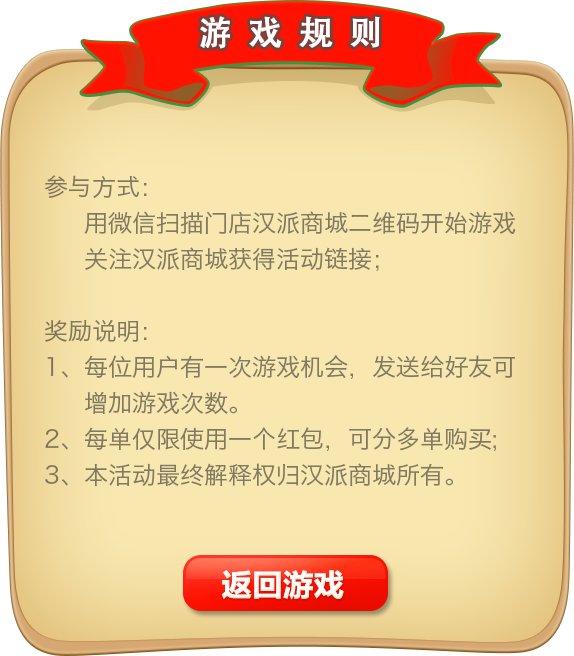 游戏规则
参与方式：
用微信扫描门店汉派商城二维码开始游戏
关注汉派商城获得活动链接；
奖励说明：
1、每位用户有一次游戏机会，发送给好友可
增加游戏次数。
2、每单仅限使用一个红包，可分多单购买;
3、本活动最终解释权归汉派商城所有。
返回游戏